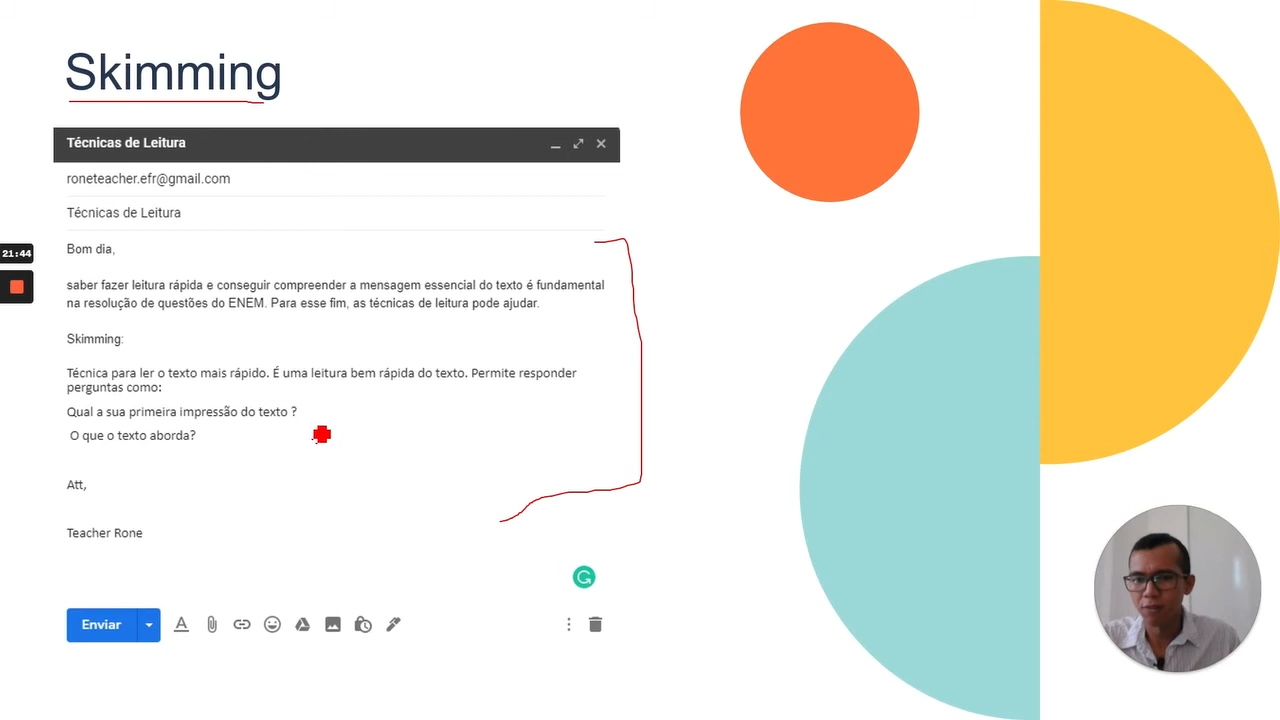 Skimming
Técnicas de Leitura
roneteacher.efr@gmail.com
Técnicas de Leitura
21:44
Bom dia,
saber fazer leitura rápida e conseguir compreender a mensagem essencial do texto é fundamental
na resolução de questões do ENEM. Para esse fim, as técnicas de leitura pode ajudar.
Skimming:
Técnica para ler o texto mais rápido. É uma leitura bem rápida do texto. Permite responder
perguntas como:
Qual a sua primeira impressão do texto ?
O que o texto aborda?
Att,
Teacher Rone
Enviar